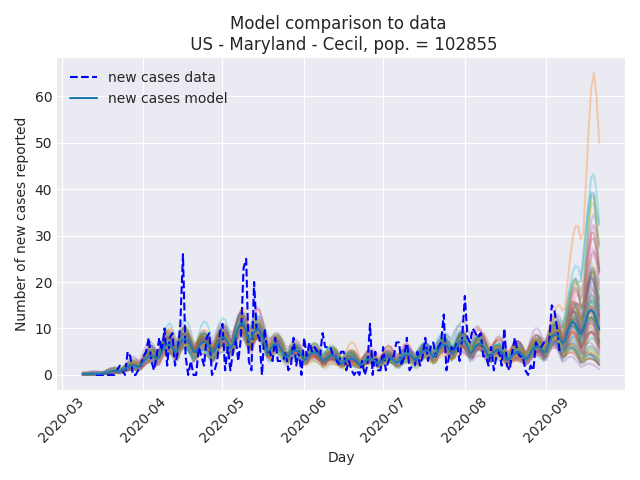 Model comparison to data
US - Maryland - Cecil, pop. = 102855
new cases data
new cases model
Number of new cases reported
60
50
40
30
20
10
0
2020-03
2020-04
2020-05
2020-06
2020-07
2020-08
2020-09
Day